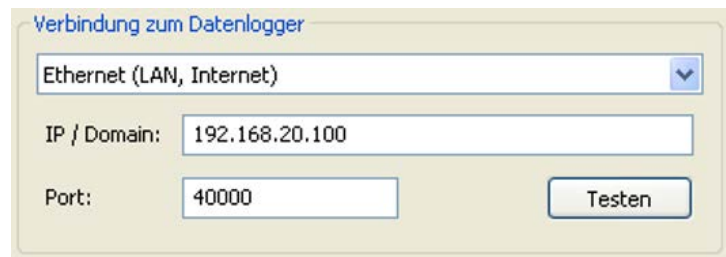 Verbindung zum Datenlogger
Ethernet (LAN, Internet)
IP / Domain: 192.168.20.100
Port: 40000 Testen